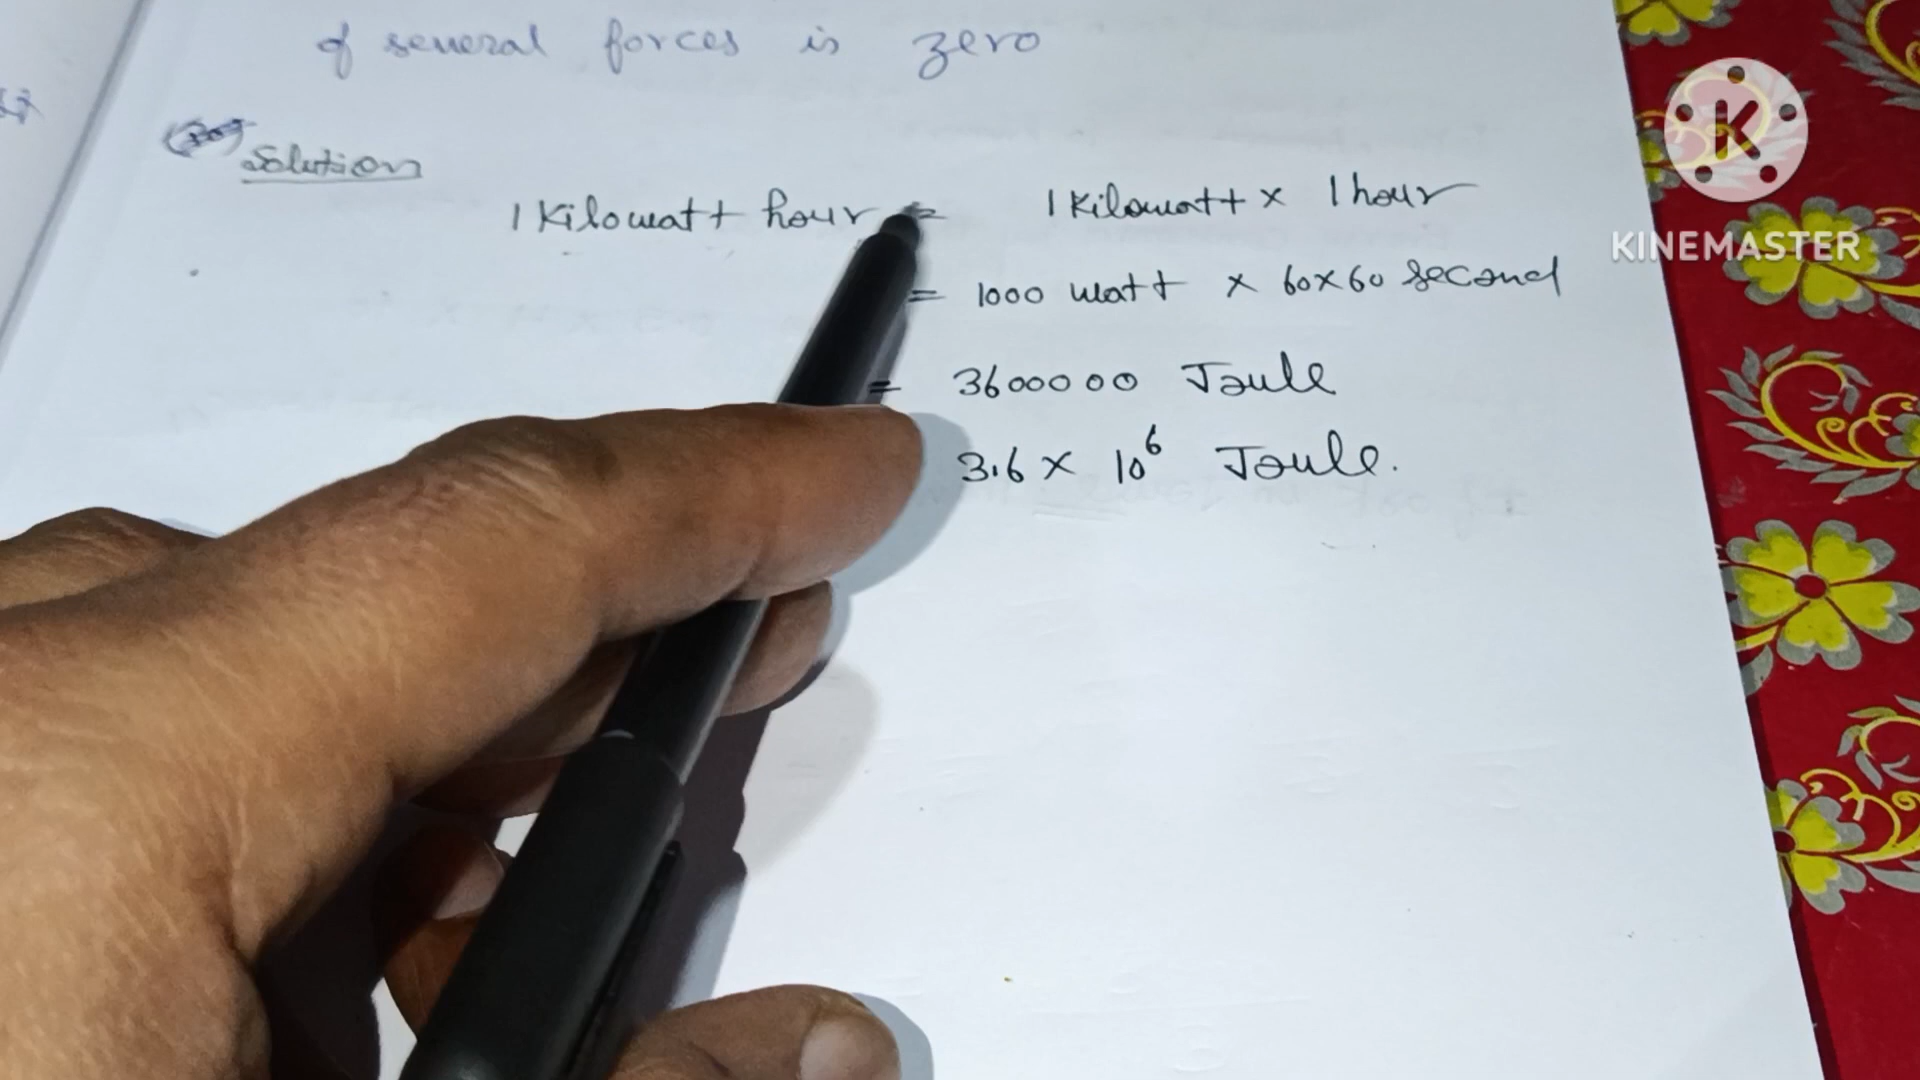 of several forces is zero
Solution
1 Kilowatt hour = 1 Kilowatt × 1 hour
= 1000 watt × 60×60 second
= 3600000 Joule
3.6 × 10⁶ Joule.
K
KINEMASTER